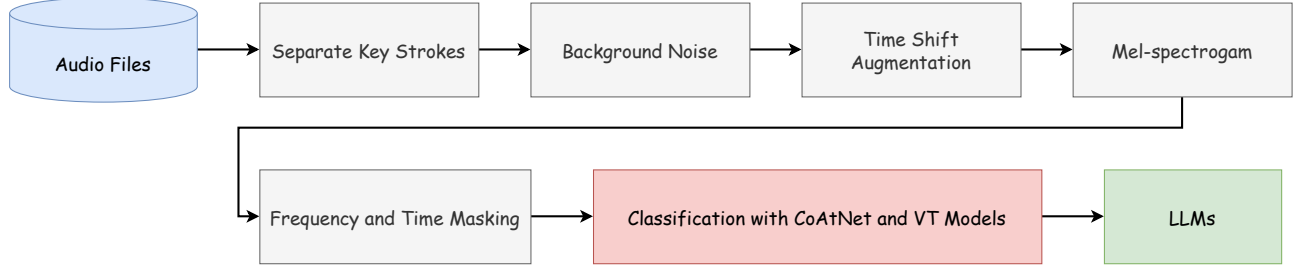 Audio Files
Separate Key Strokes
Background Noise
Time Shift
Augmentation
Mel-spectrogam
Frequency and Time Masking
Classification with CoAtNet and VT Models
LLMs